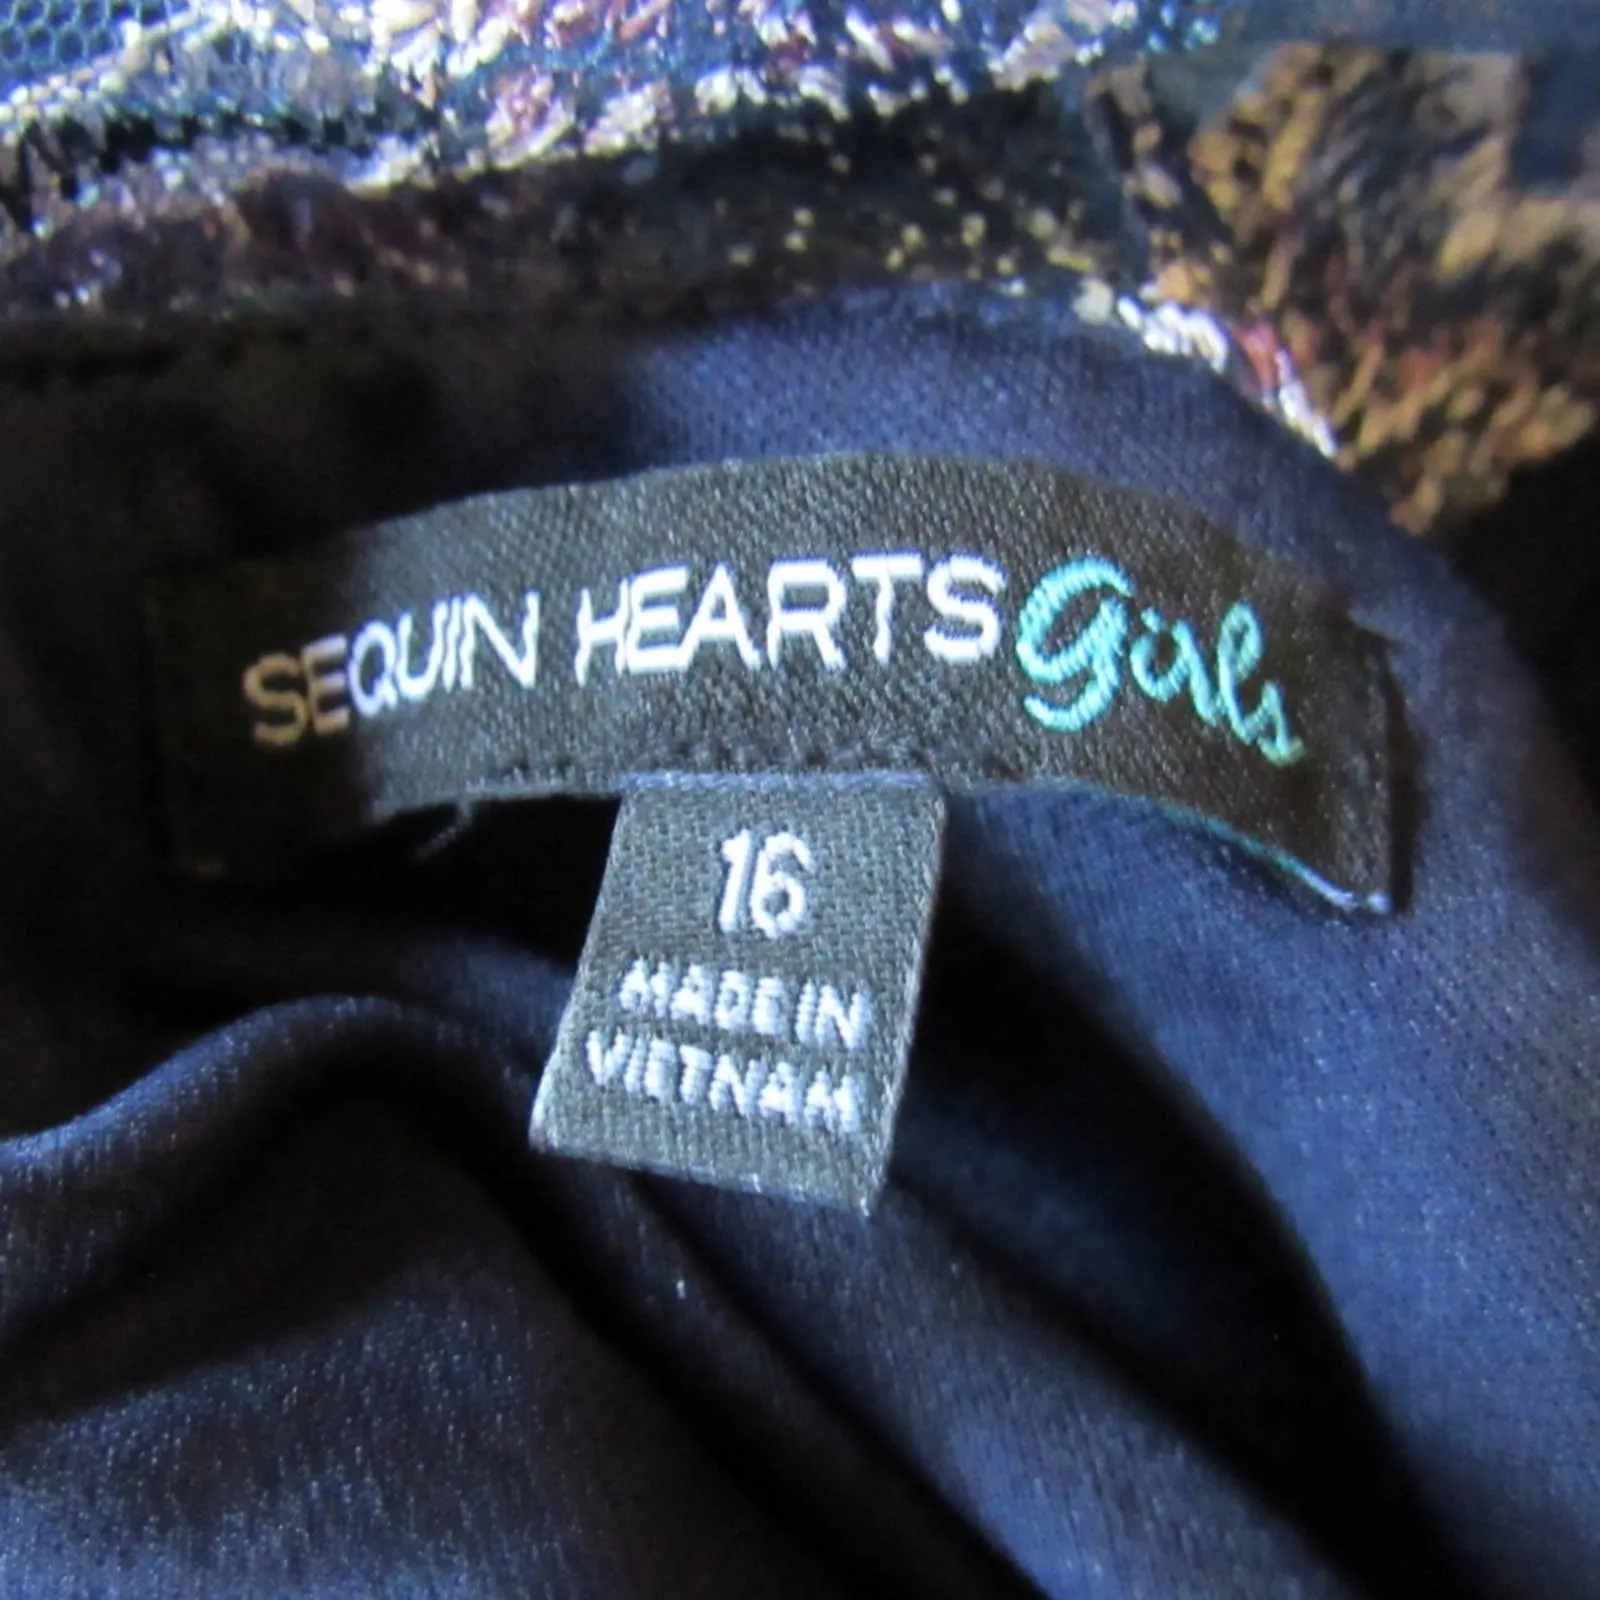 SEQUIN HEARTS Girls
16
MADE IN
VIETNAM